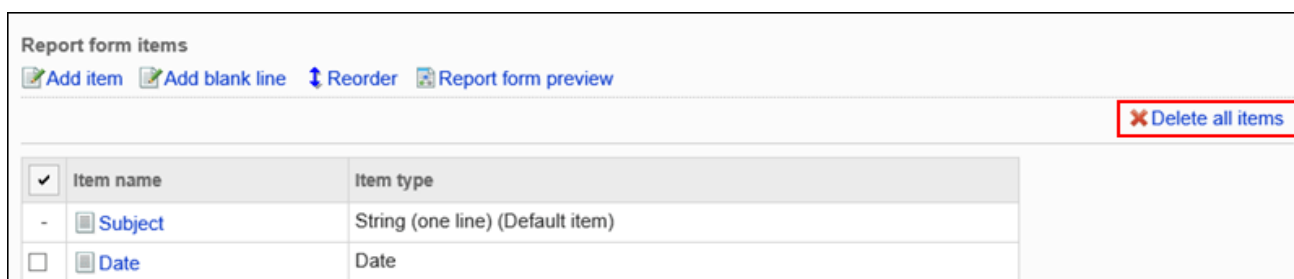 Report form items
Add item Add blank line Reorder Report form preview
Delete all items
Item name Item type
- Subject String (one line) (Default item)
Date Date